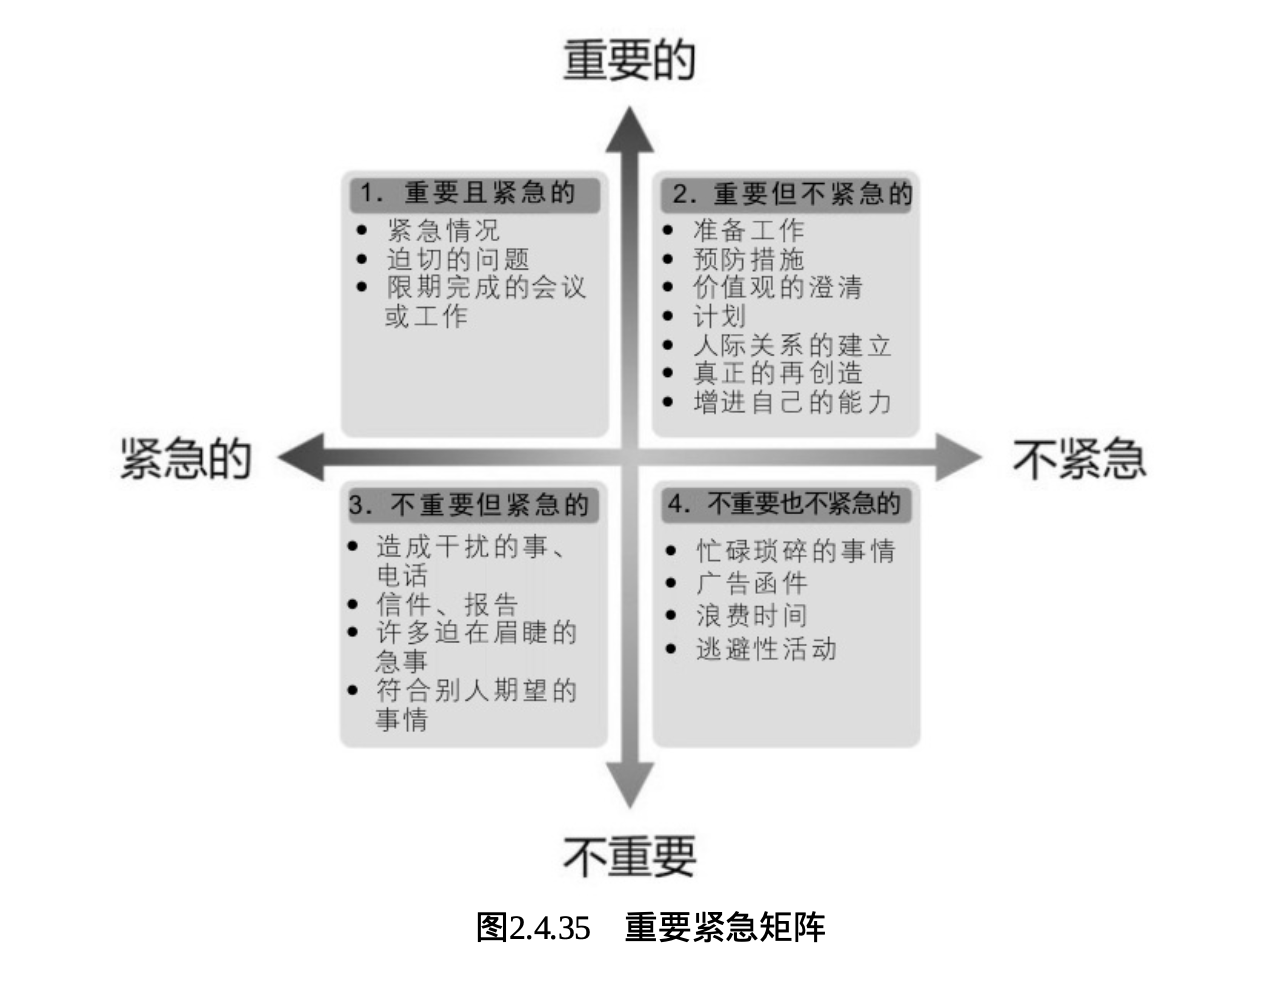 重要的
1. 重要且紧急的
• 紧急情况
• 迫切的问题
• 限期完成的会议
或工作
2. 重要但不紧急的
• 准备工作
• 预防措施
• 价值观的澄清
• 计划
• 人际关系的建立
• 真正的再创造
• 增进自己的能力
紧急的
不紧急
3. 不重要但紧急的
• 造成干扰的事、
电话
• 信件、报告
• 许多迫在眉睫的
急事
• 符合别人期望的
事情
4. 不重要也不紧急的
• 忙碌琐碎的事情
• 广告函件
• 浪费时间
• 逃避性活动
不重要
图2.4.35 重要紧急矩阵